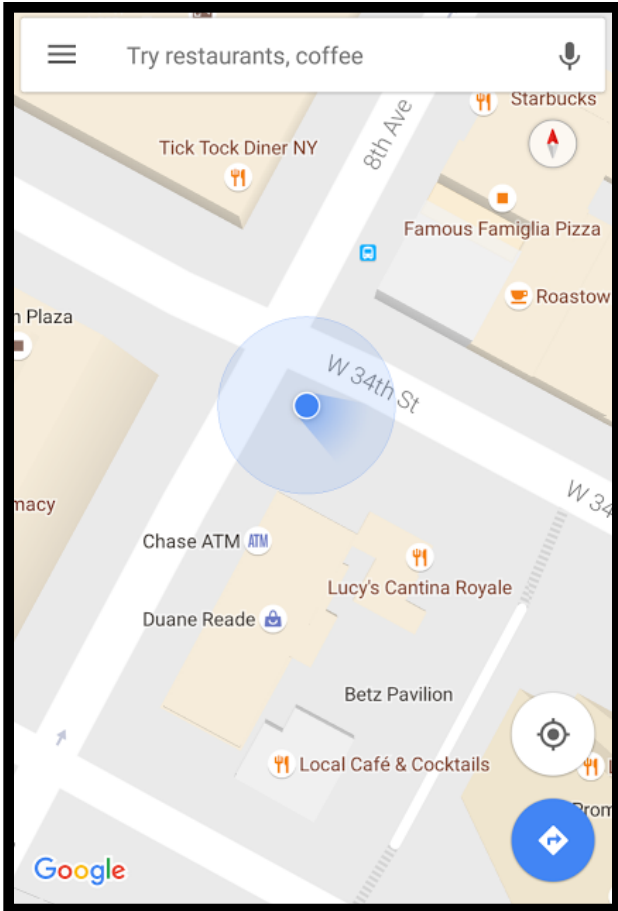 Try restaurants, coffee
Starbucks
8th Ave
Tick Tock Diner NY
Famous Famiglia Pizza
Roastow
n Plaza
W 34th St
W 34
macy
Chase ATM ATM
Lucy's Cantina Royale
Duane Reade
Betz Pavilion
Local Café & Cocktails
L
Prom
Google